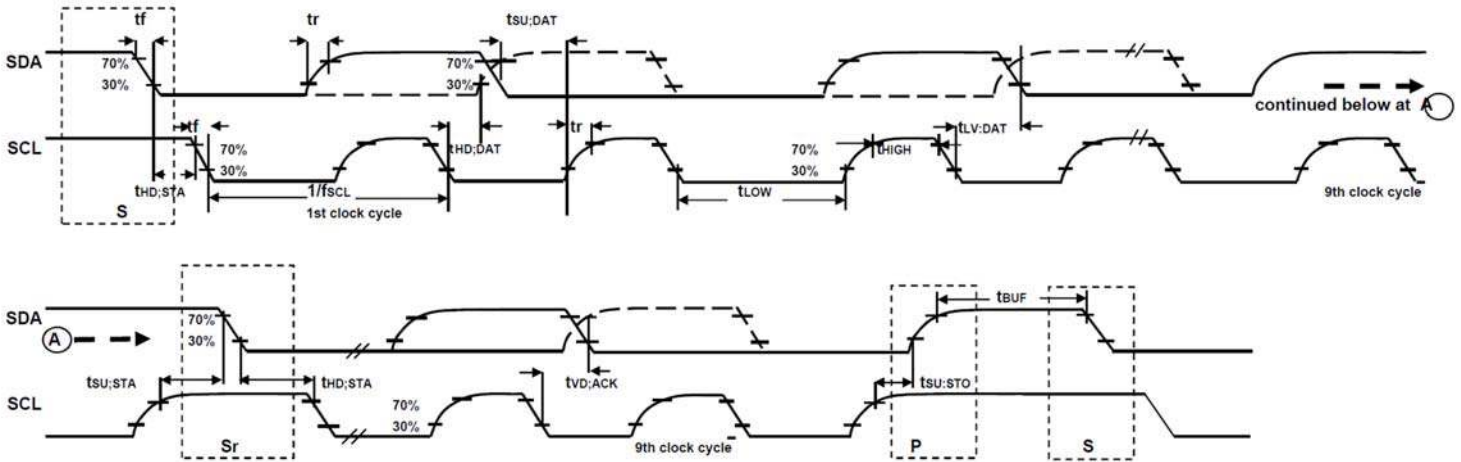 tf tr tSU;DAT
SDA 70% 70%
30% 30%
continued below at A
tf tHD;DAT tr tLV:DAT
SCL 70% 70% tHIGH
30% 30%
tHD;STA 1/fSCL tLOW 9th clock cycle
S 1st clock cycle
tBUF
SDA 70%
A 30%
tSU;STA tHD;STA tVD;ACK tSU:STO
SCL 70%
30%
Sr 9th clock cycle P S